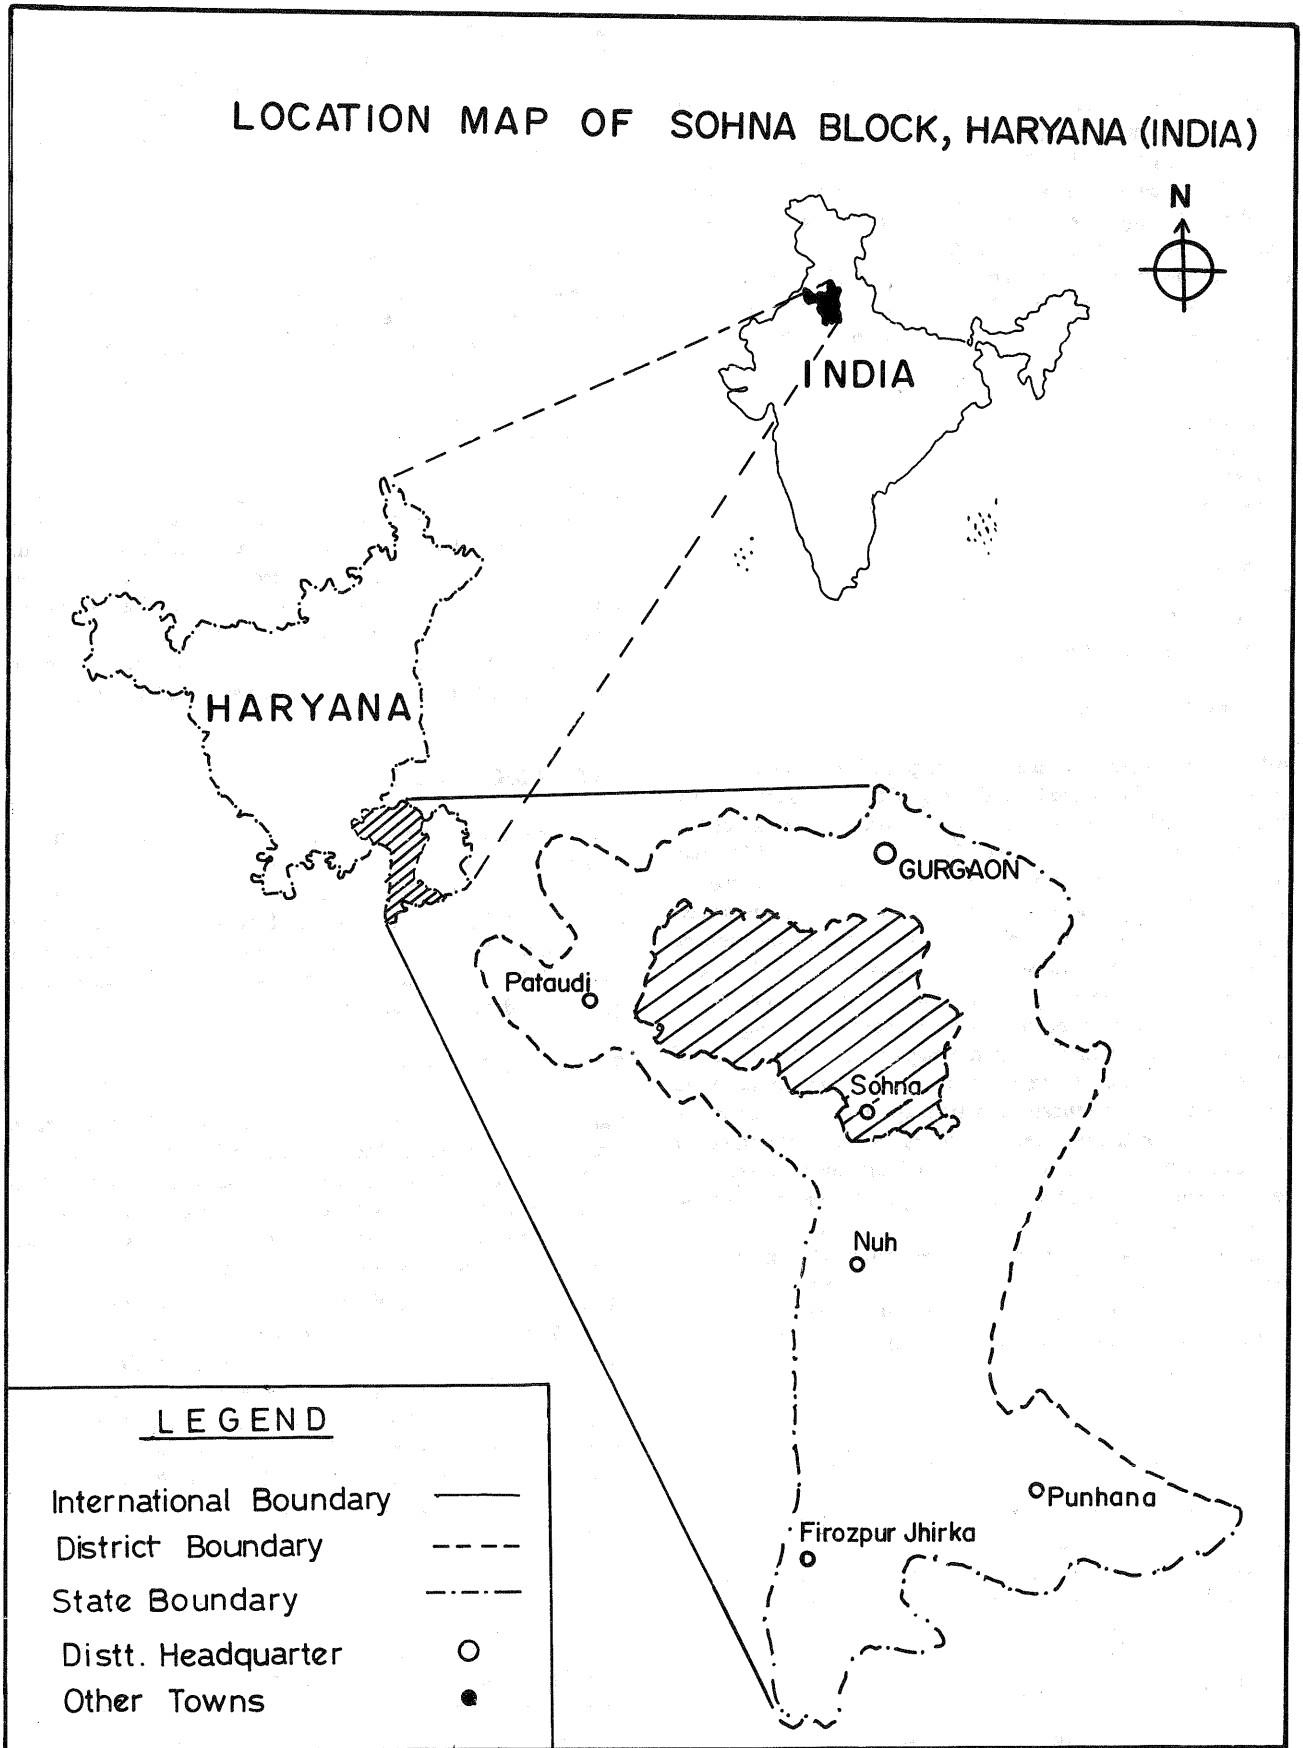 LOCATION MAP OF SOHNA BLOCK, HARYANA (INDIA)
N
INDIA
HARYANA
GURGAON
Pataudi
Sohna
Nuh
Punhana
Firozpur Jhirka
LEGEND
International Boundary
District Boundary
State Boundary
Distt. Headquarter
Other Towns